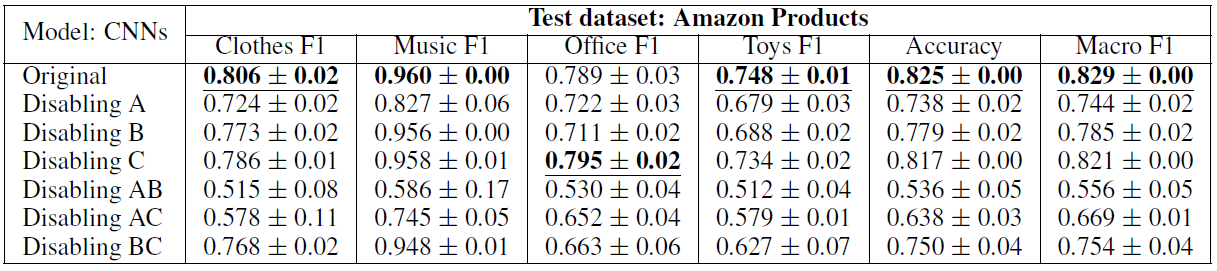 Model: CNNs Test dataset: Amazon Products
Clothes F1 Music F1 Office F1 Toys F1 Accuracy Macro F1
Original 0.806 ± 0.02 0.960 ± 0.00 0.789 ± 0.03 0.748 ± 0.01 0.825 ± 0.00 0.829 ± 0.00
Disabling A 0.724 ± 0.02 0.827 ± 0.06 0.722 ± 0.03 0.679 ± 0.03 0.738 ± 0.02 0.744 ± 0.02
Disabling B 0.773 ± 0.02 0.956 ± 0.00 0.711 ± 0.02 0.688 ± 0.02 0.779 ± 0.02 0.785 ± 0.02
Disabling C 0.786 ± 0.01 0.958 ± 0.01 0.795 ± 0.02 0.734 ± 0.02 0.817 ± 0.00 0.821 ± 0.00
Disabling AB 0.515 ± 0.08 0.586 ± 0.17 0.530 ± 0.04 0.512 ± 0.04 0.536 ± 0.05 0.556 ± 0.05
Disabling AC 0.578 ± 0.11 0.745 ± 0.05 0.652 ± 0.04 0.579 ± 0.01 0.638 ± 0.03 0.669 ± 0.01
Disabling BC 0.768 ± 0.02 0.948 ± 0.01 0.663 ± 0.06 0.627 ± 0.07 0.750 ± 0.04 0.754 ± 0.04